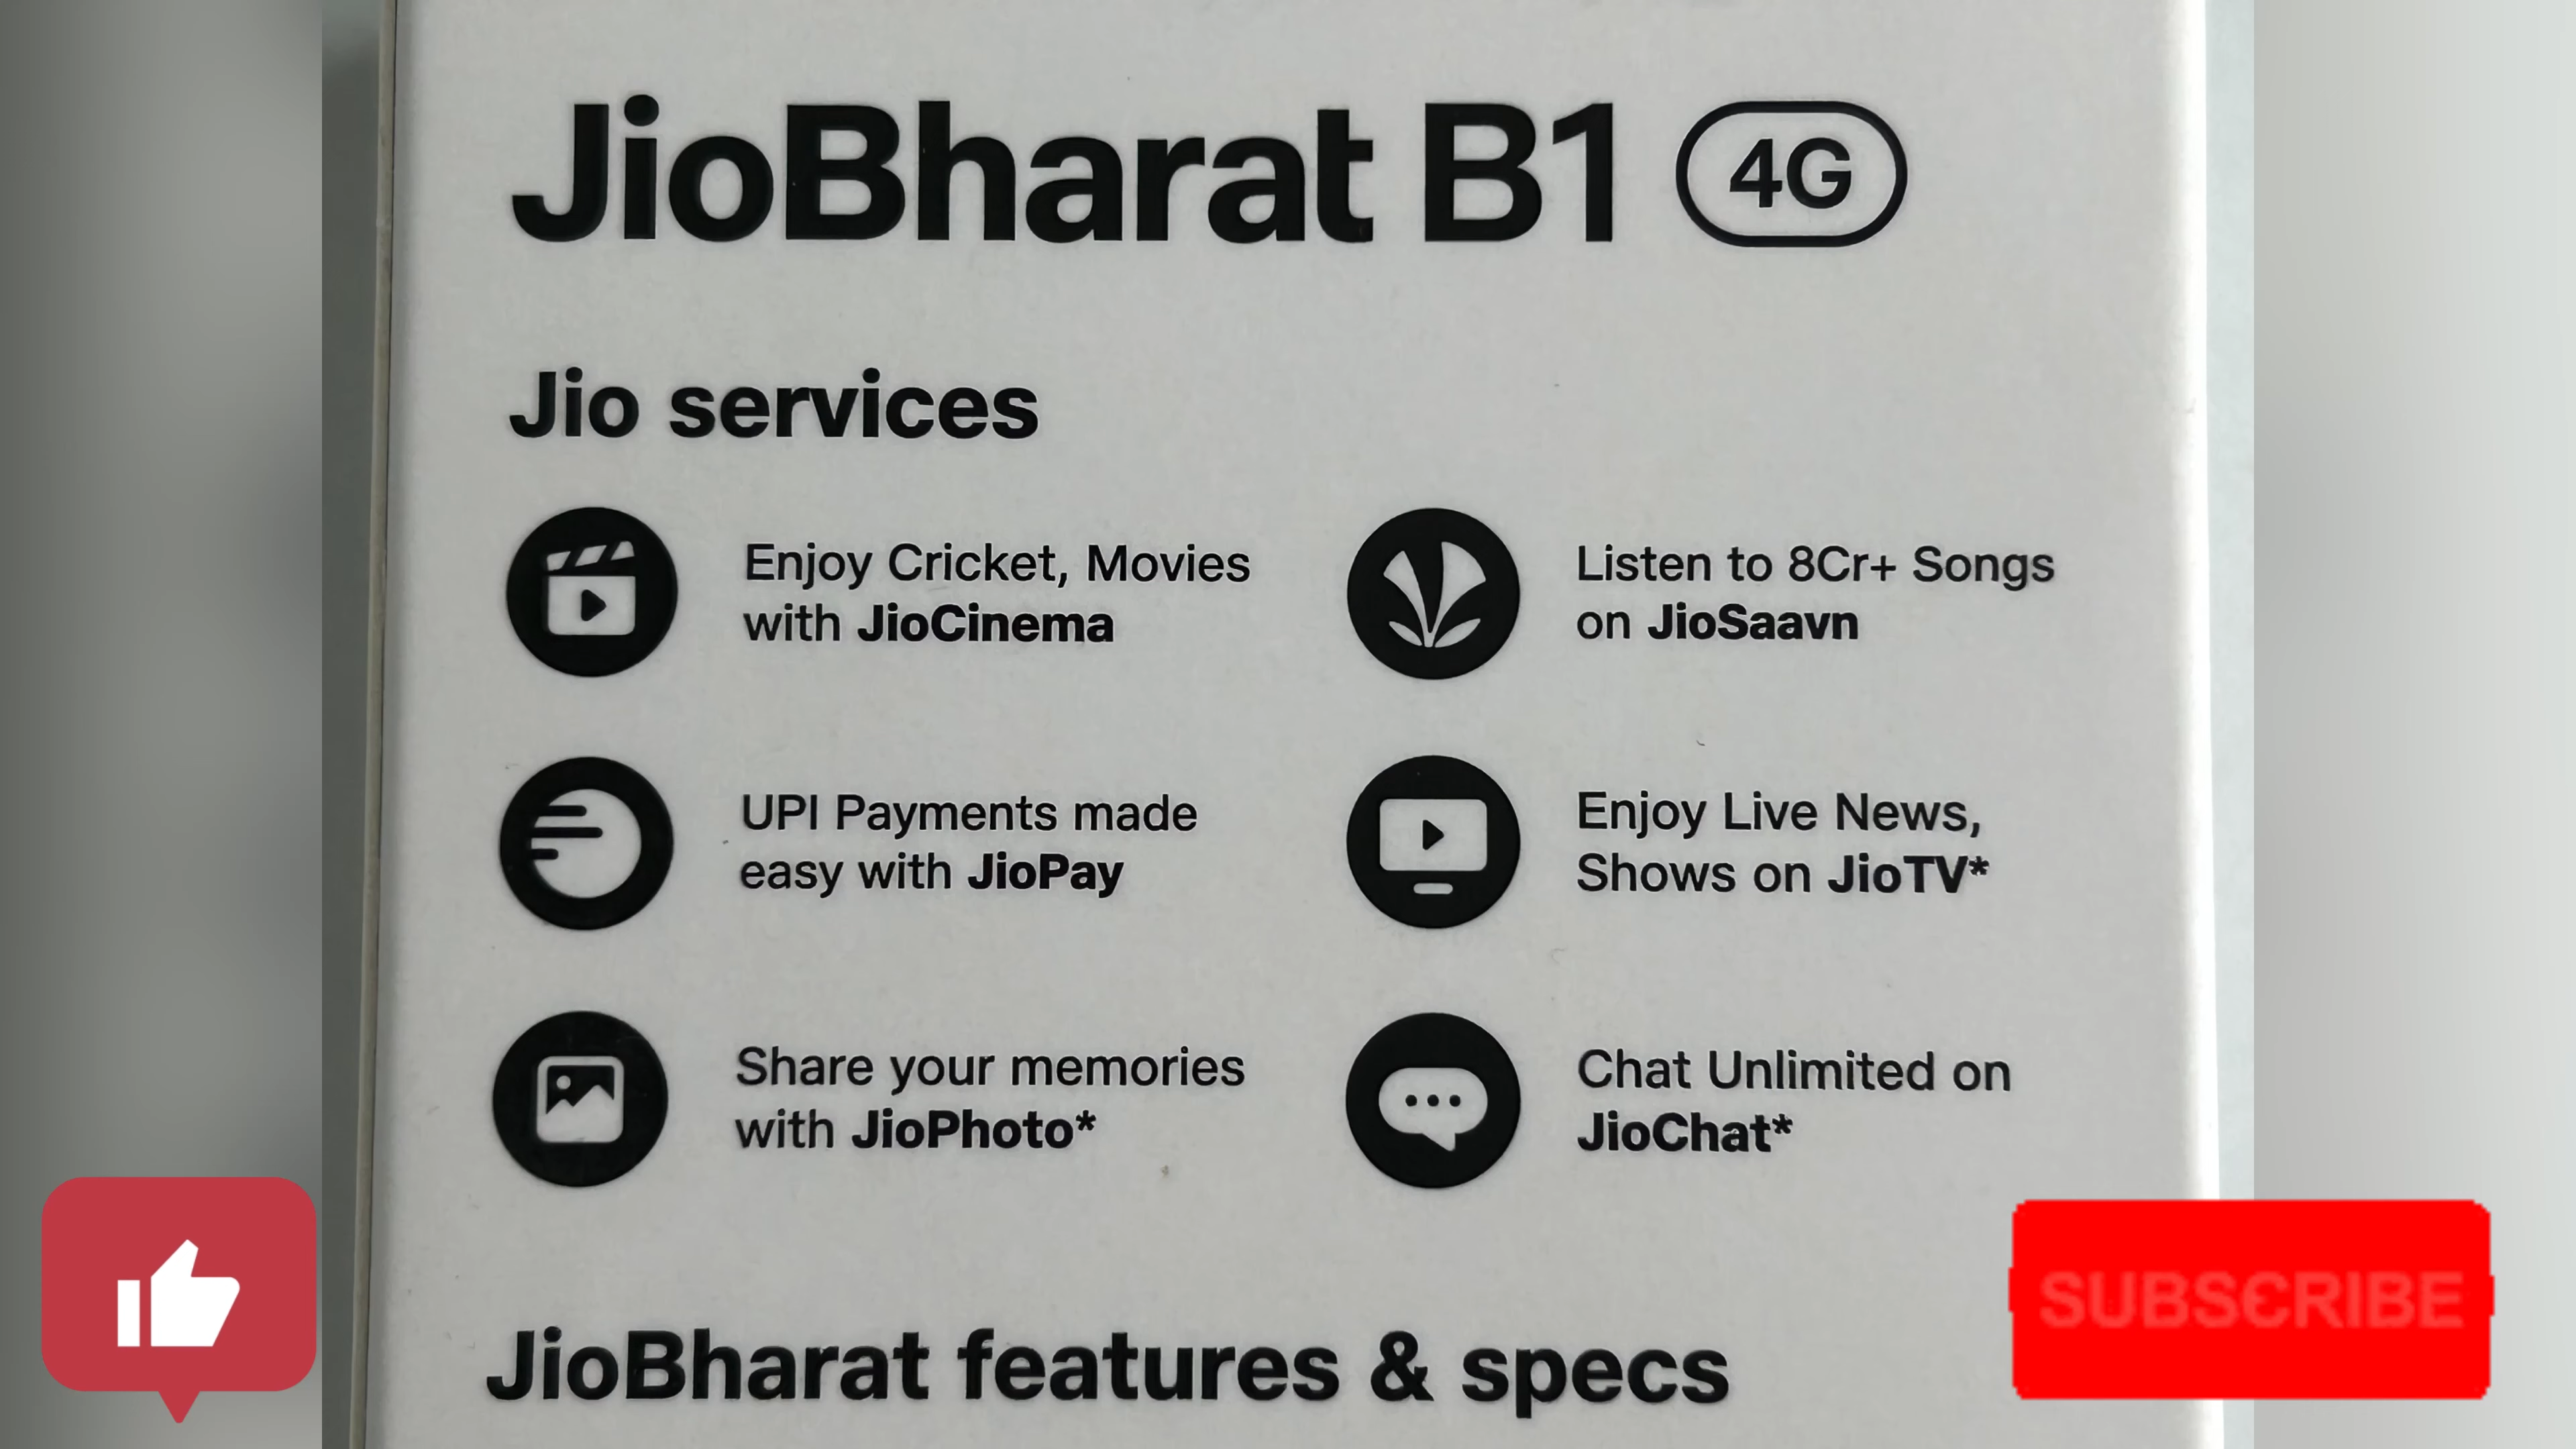 JioBharat B1 4G
Jio services
Enjoy Cricket, Movies
with JioCinema
Listen to 8Cr+ Songs
on JioSaavn
UPI Payments made
easy with JioPay
Enjoy Live News,
Shows on JioTV*
Share your memories
with JioPhoto*
Chat Unlimited on
JioChat*
SUBSCRIBE
JioBharat features & specs